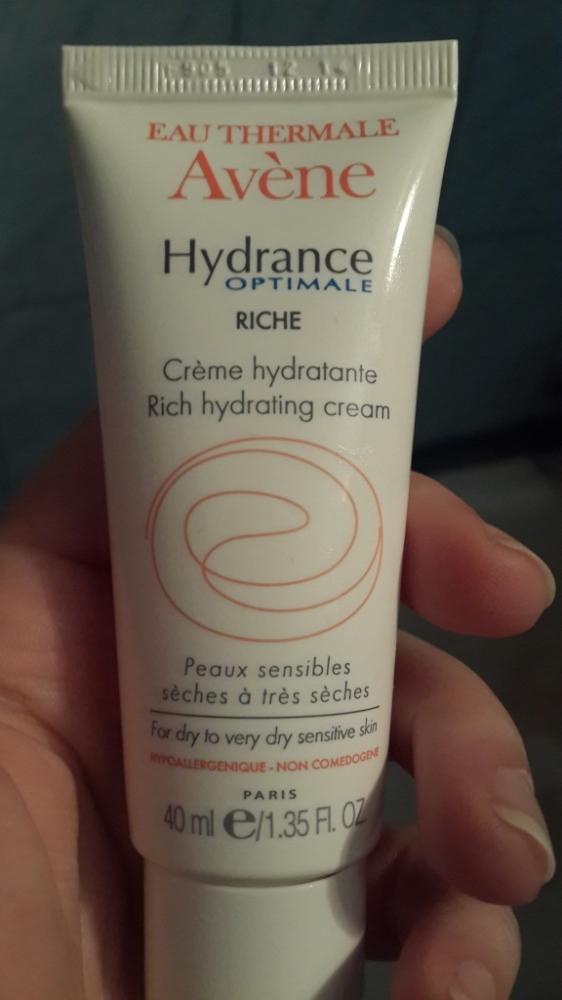 EAU THERMALE
Avène
Hydrance
OPTIMALE
RICHE
Crème hydratante
Rich hydrating cream
Peaux sensibles
sèches à très sèches
For dry to very dry sensitive skin
HYPOALLERGENIQUE - NON COMEDOGENE
PARIS
40 ml e/1.35 Fl. OZ